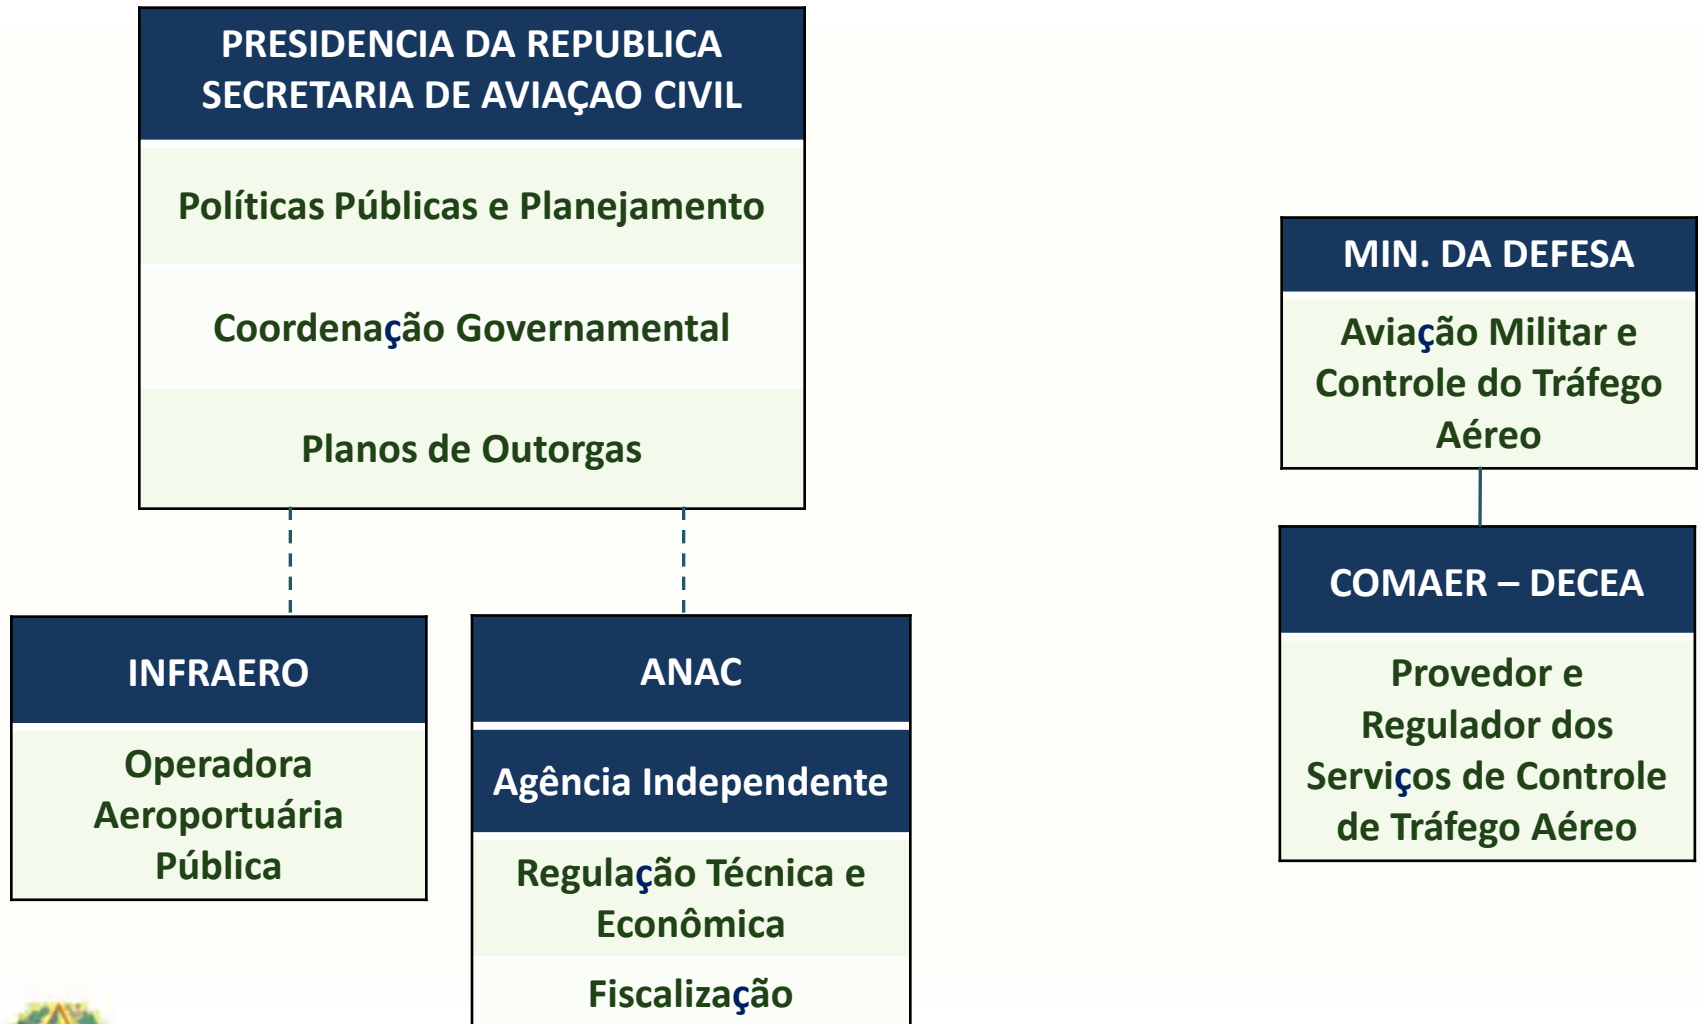 PRESIDENCIA DA REPUBLICA
SECRETARIA DE AVIAÇAO CIVIL
Políticas Públicas e Planejamento
Coordenação Governamental
Planos de Outorgas
MIN. DA DEFESA
Aviação Militar e
Controle do Tráfego
Aéreo
COMAER – DECEA
Provedor e
Regulador dos
Serviços de Controle
de Tráfego Aéreo
INFRAERO
Operadora
Aeroportuária
Pública
ANAC
Agência Independente
Regulação Técnica e
Econômica
Fiscalização